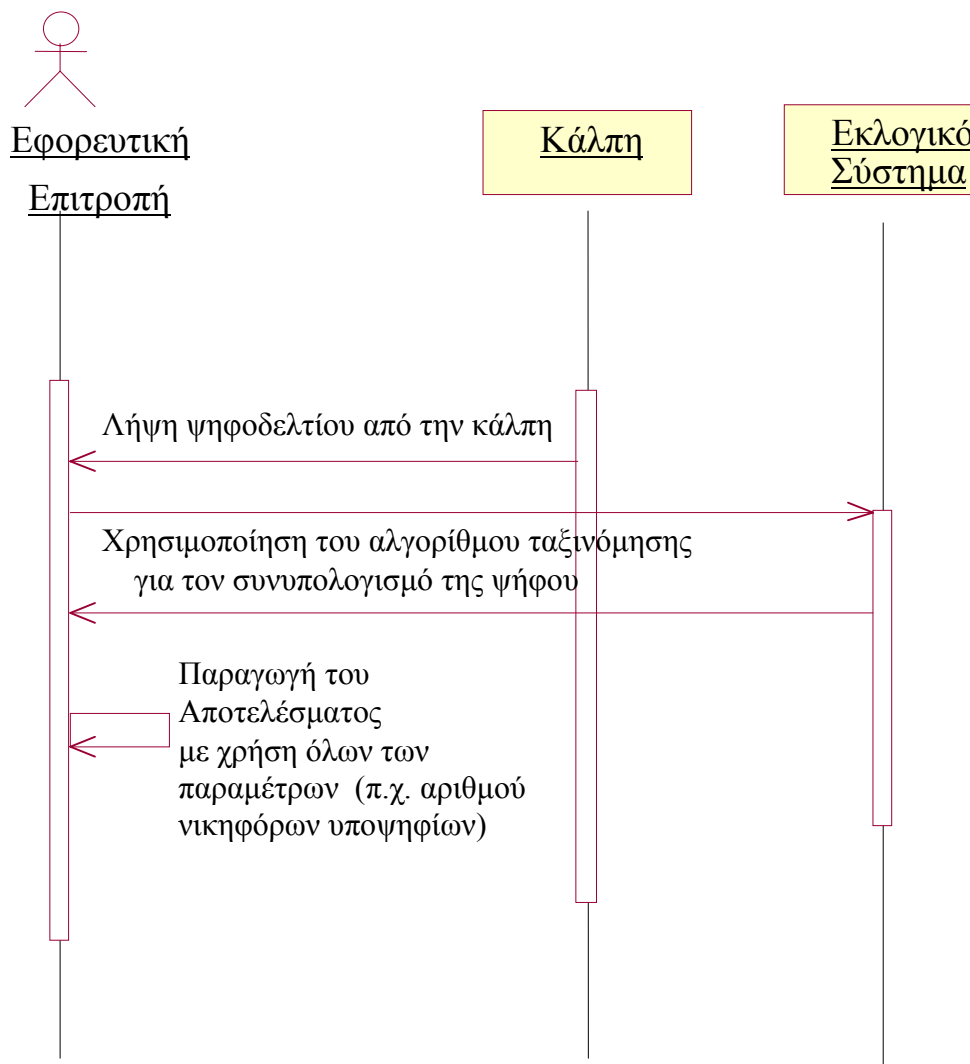 Εφορευτική
Επιτροπή
Κάλπη
Εκλογικό
Σύστημα
Λήψη ψηφοδελτίου από την κάλπη
Χρησιμοποίηση του αλγορίθμου ταξινόμησης
για τον συνυπολογισμό της ψήφου
Παραγωγή του
Αποτελέσματος
με χρήση όλων των
παραμέτρων (π.χ. αριθμού
νικηφόρων υποψηφίων)